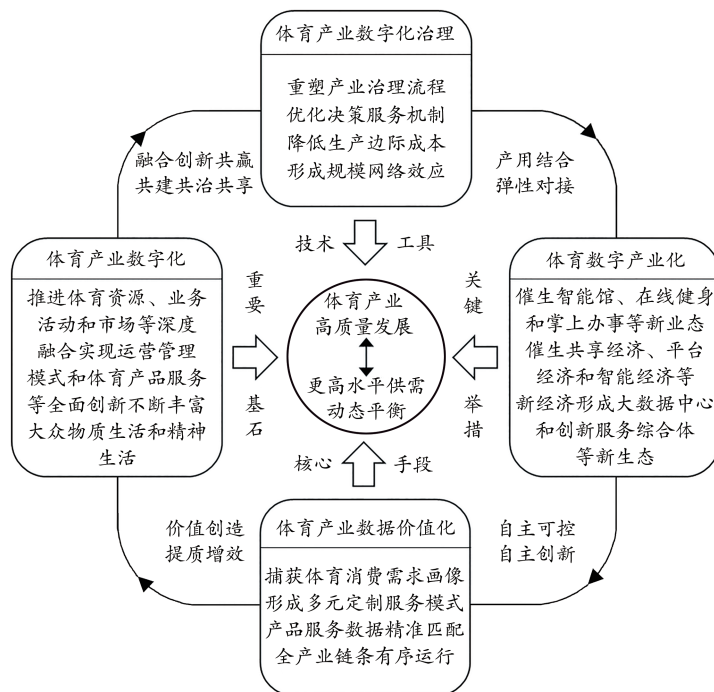 体育产业数字化治理
重塑产业治理流程
优化决策服务机制
降低生产边际成本
形成规模网络效应
融合创新共赢
共建共治共享
产用结合
弹性对接
技术
工具
体育产业数字化
推进体育资源、业务
活动和市场等深度
融合实现运营管理
模式和体育产品服务
等全面创新不断丰富
大众物质生活和精神
生活
重要
基石
体育产业
高质量发展
更高水平供需
动态平衡
关键
举措
体育数字产业化
催生智能馆、在线健身
和掌上办事等新业态
催生共享经济、平台
经济和智能经济等
新经济形成大数据中心
和创新服务综合体
等新生态
核心
手段
价值创造
提质增效
自主可控
自主创新
体育产业数据价值化
捕获体育消费需求画像
形成多元定制服务模式
产品服务数据精准匹配
全产业链条有序运行